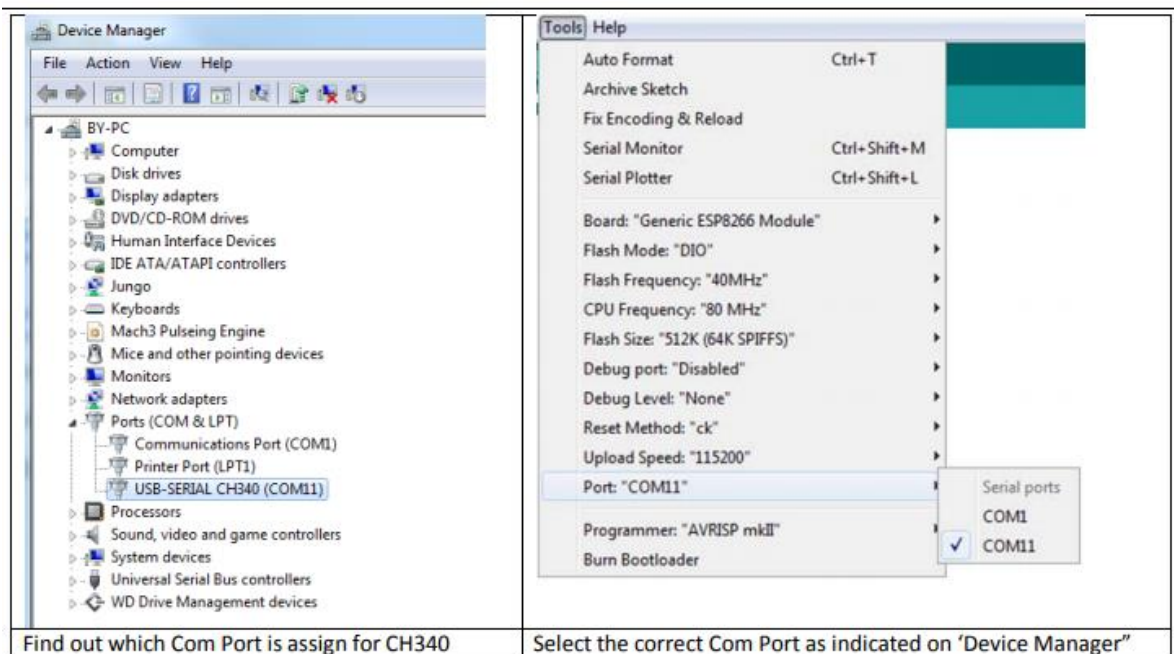 Device Manager
File Action View Help
BY-PC
Computer
Disk drives
Display adapters
DVD/CD-ROM drives
Human Interface Devices
IDE ATA/ATAPI controllers
Jungo
Keyboards
Mach3 Pulseing Engine
Mice and other pointing devices
Monitors
Network adapters
Ports (COM & LPT)
Communications Port (COM1)
Printer Port (LPT1)
USB-SERIAL CH340 (COM11)
Processors
Sound, video and game controllers
System devices
Universal Serial Bus controllers
WD Drive Management devices
Find out which Com Port is assign for CH340
Tools Help
Auto Format Ctrl+T
Archive Sketch
Fix Encoding & Reload
Serial Monitor Ctrl+Shift+M
Serial Plotter Ctrl+Shift+L
Board: "Generic ESP8266 Module"
Flash Mode: "DIO"
Flash Frequency: "40MHz"
CPU Frequency: "80 MHz"
Flash Size: "512K (64K SPIFFS)"
Debug port: "Disabled"
Debug Level: "None"
Reset Method: "ck"
Upload Speed: "115200"
Port: "COM11"
Serial ports
COM1
COM11
Programmer: "AVRISP mkII"
Burn Bootloader
Select the correct Com Port as indicated on ‘Device Manager”